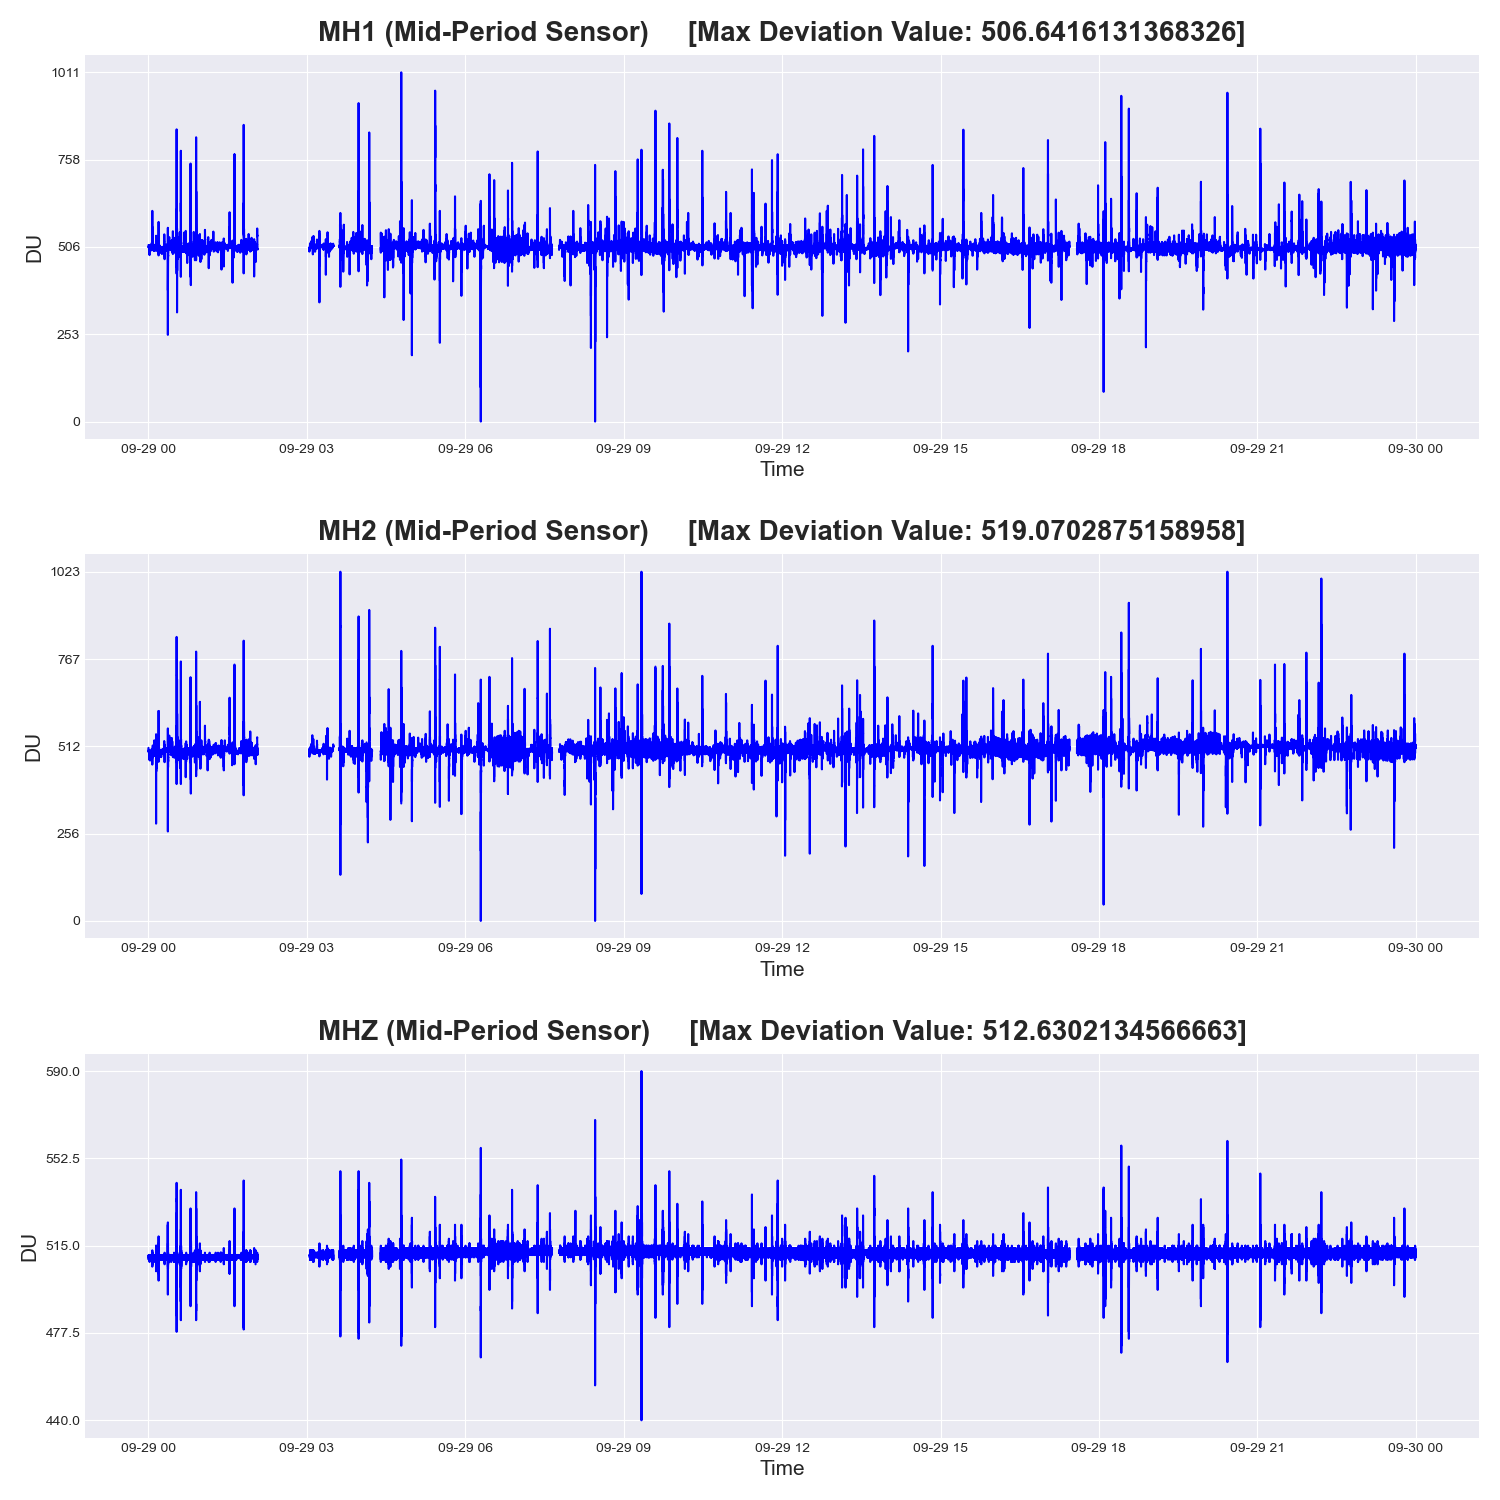 MH1 (Mid-Period Sensor) [Max Deviation Value: 506.6416131368326]
1011
758
506
253
0
DU
09-29 00 09-29 03 09-29 06 09-29 09 09-29 12 09-29 15 09-29 18 09-29 21 09-30 00
Time
MH2 (Mid-Period Sensor) [Max Deviation Value: 519.0702875158958]
1023
767
512
256
0
DU
09-29 00 09-29 03 09-29 06 09-29 09 09-29 12 09-29 15 09-29 18 09-29 21 09-30 00
Time
MHZ (Mid-Period Sensor) [Max Deviation Value: 512.6302134566663]
590.0
552.5
515.0
477.5
440.0
DU
09-29 00 09-29 03 09-29 06 09-29 09 09-29 12 09-29 15 09-29 18 09-29 21 09-30 00
Time